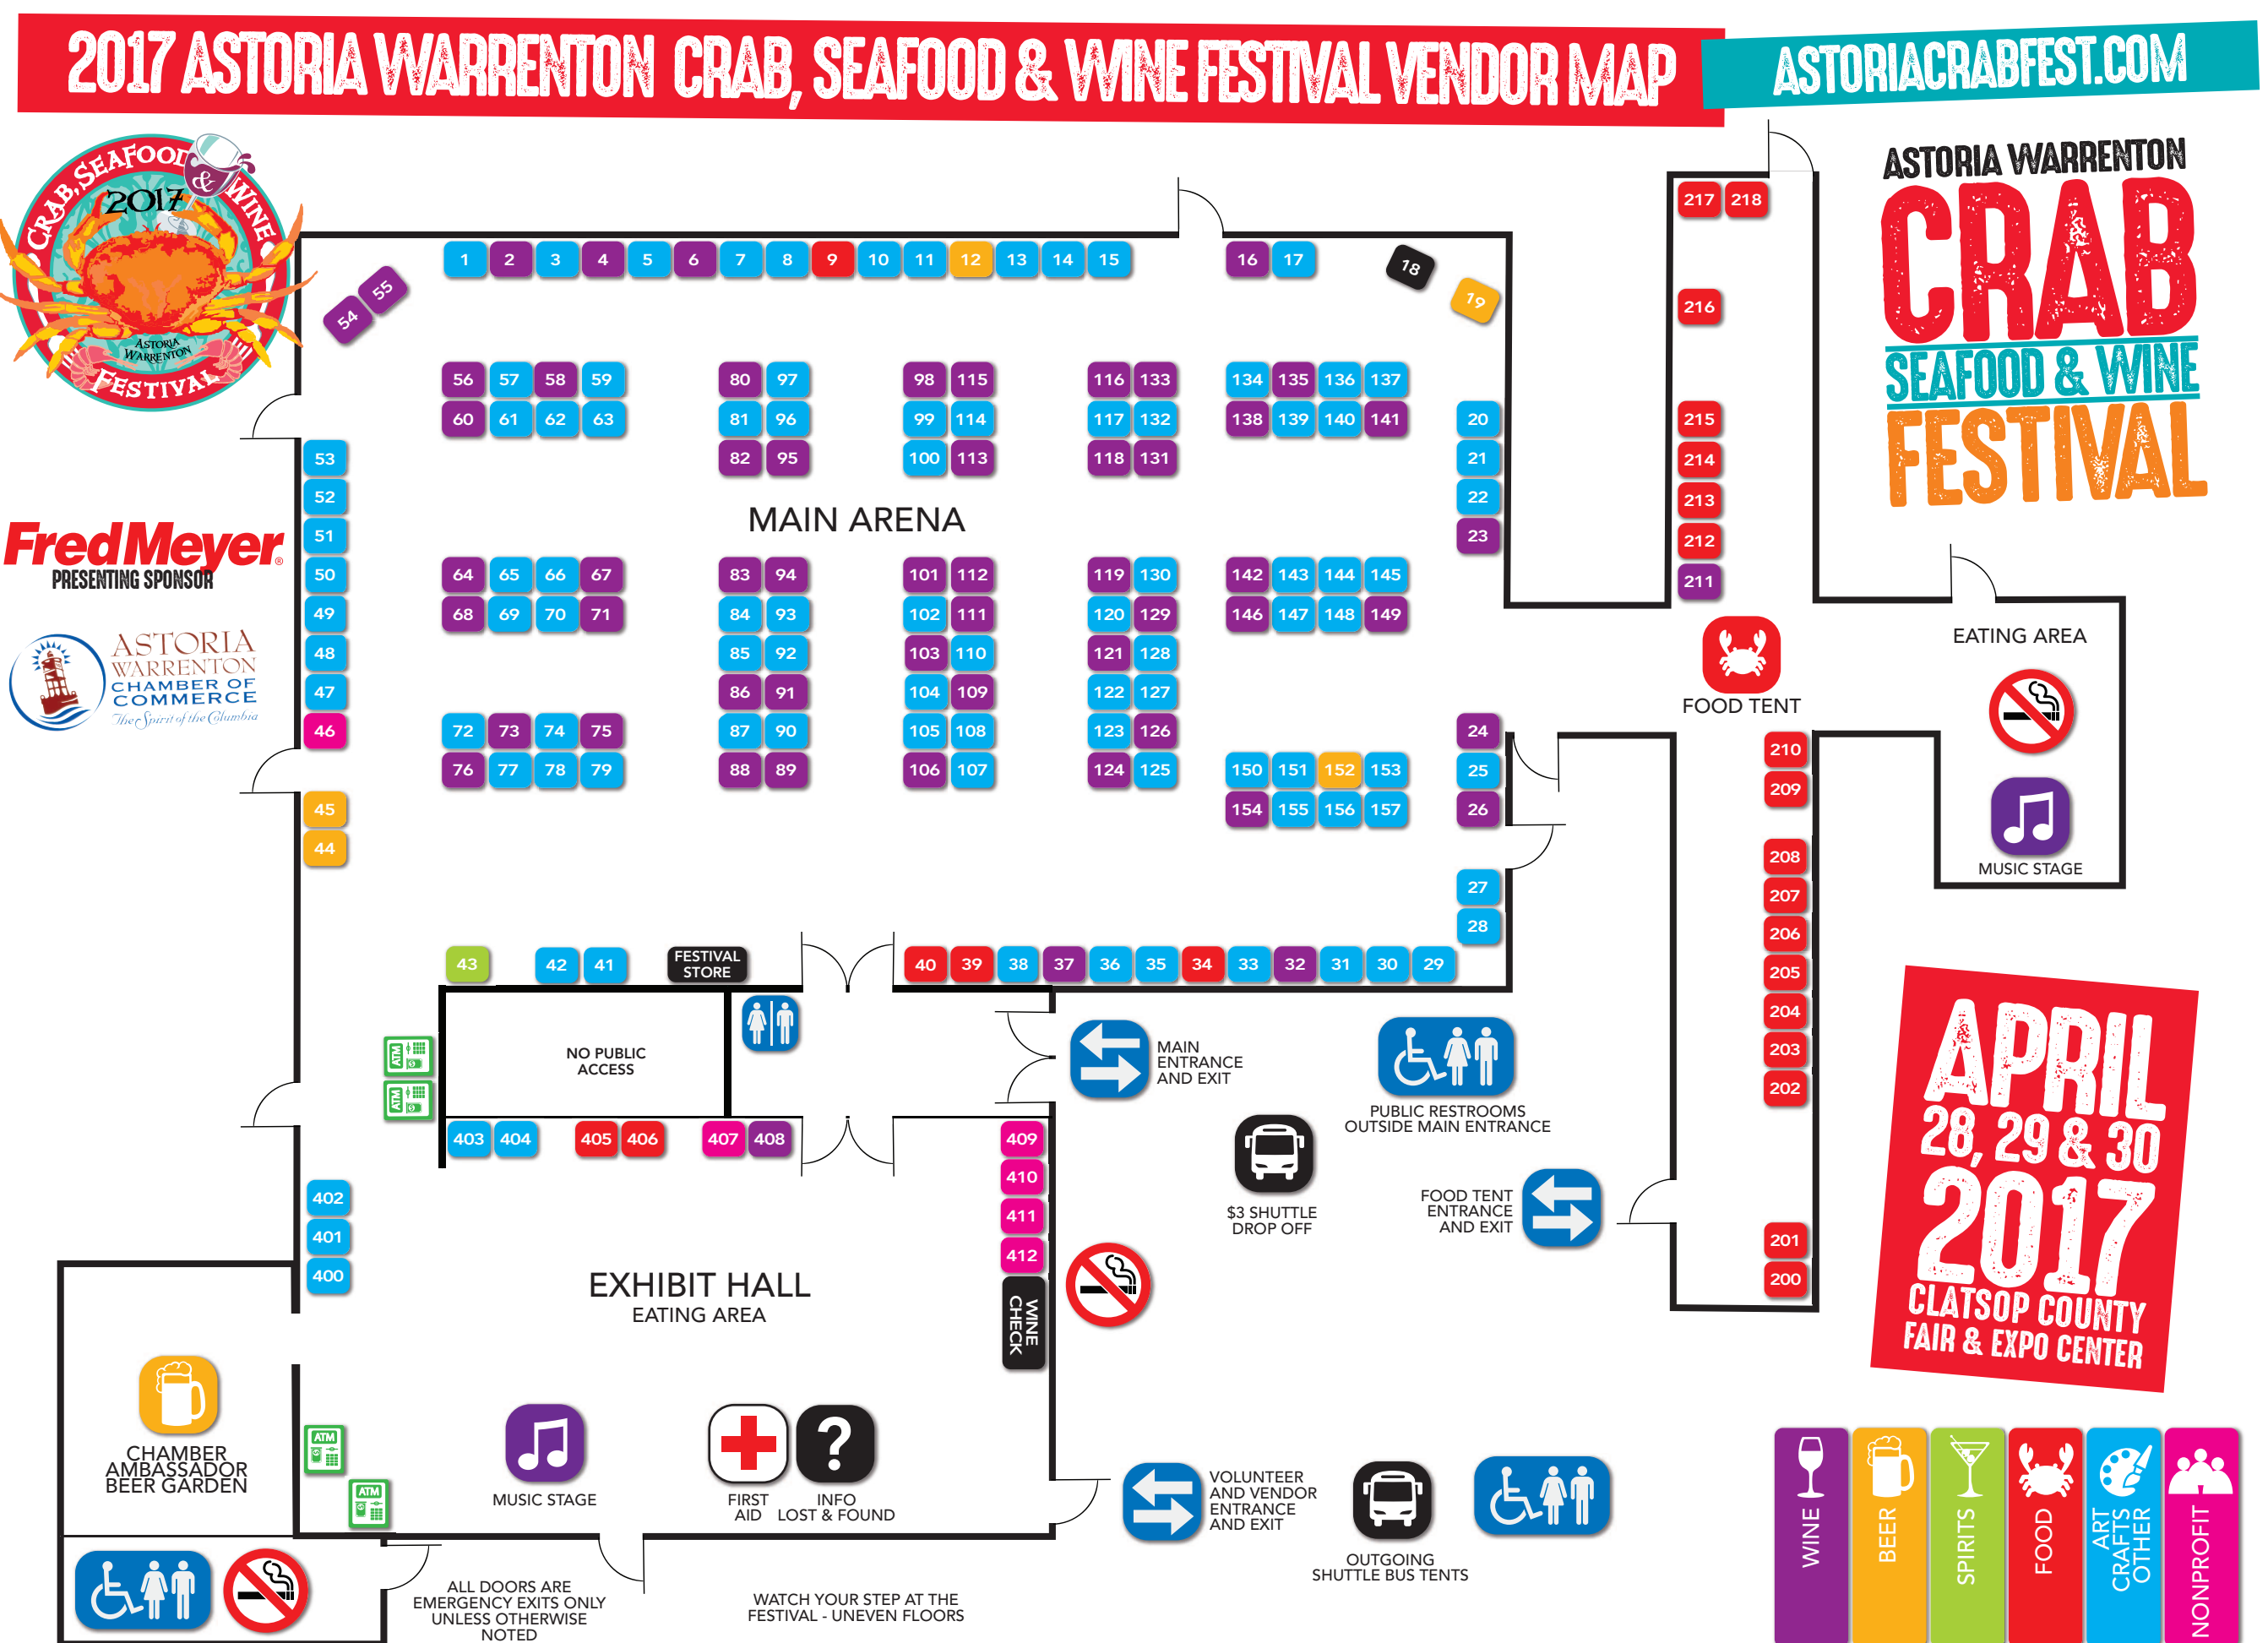 2017 ASTORIA WARRENTON CRAB, SEAFOOD & WINE FESTIVAL VENDOR MAP
ASTORIACRABFEST.COM
CRAB, SEAFOOD & WINE
2017
ASTORIA
WARRENTON
FESTIVAL
ASTORIA WARRENTON
CRAB
SEAFOOD & WINE
FESTIVAL
FredMeyer®
PRESENTING SPONSOR
ASTORIA
WARRENTON
CHAMBER OF
COMMERCE
The Spirit of the Columbia
1 2 3 4 5 6 7 8 9 10 11 12 13 14 15 16 17 18 19
54 55
56 57 58 59 80 97 98 115 116 133 134 135 136 137
60 61 62 63 81 96 99 114 117 132 138 139 140 141 20
53 82 95 100 113 118 131 21
52 22
51 23
MAIN ARENA
50 64 65 66 67 83 94 101 112 119 130 142 143 144 145
49 68 69 70 71 84 93 102 111 120 129 146 147 148 149
48 85 92 103 110 121 128
47 86 91 104 109 122 127
46 72 73 74 75 87 90 105 108 123 126 24
76 77 78 79 88 89 106 107 124 125 150 151 152 153 25
45 154 155 156 157 26
44
27
28
43 42 41
FESTIVAL
STORE
40 39 38 37 36 35 34 33 32 31 30 29
217 218
216
215
214
213
212
211
FOOD TENT
EATING AREA
MUSIC STAGE
210
209
208
207
206
205
204
203
202
201
200
NO PUBLIC
ACCESS
ATM
ATM
MAIN
ENTRANCE
AND EXIT
PUBLIC RESTROOMS
OUTSIDE MAIN ENTRANCE
$3 SHUTTLE
DROP OFF
FOOD TENT
ENTRANCE
AND EXIT
403 404 405 406 407 408 409
410
411
412
WINE
CHECK
402
401
400
EXHIBIT HALL
EATING AREA
CHAMBER
AMBASSADOR
BEER GARDEN
ATM
ATM
MUSIC STAGE
FIRST
AID
?
INFO
LOST & FOUND
VOLUNTEER
AND VENDOR
ENTRANCE
AND EXIT
OUTGOING
SHUTTLE BUS TENTS
ALL DOORS ARE
EMERGENCY EXITS ONLY
UNLESS OTHERWISE
NOTED
WATCH YOUR STEP AT THE
FESTIVAL - UNEVEN FLOORS
APRIL
28, 29 & 30
2017
CLATSOP COUNTY
FAIR & EXPO CENTER
WINE
BEER
SPIRITS
FOOD
ART
CRAFTS
OTHER
NONPROFIT